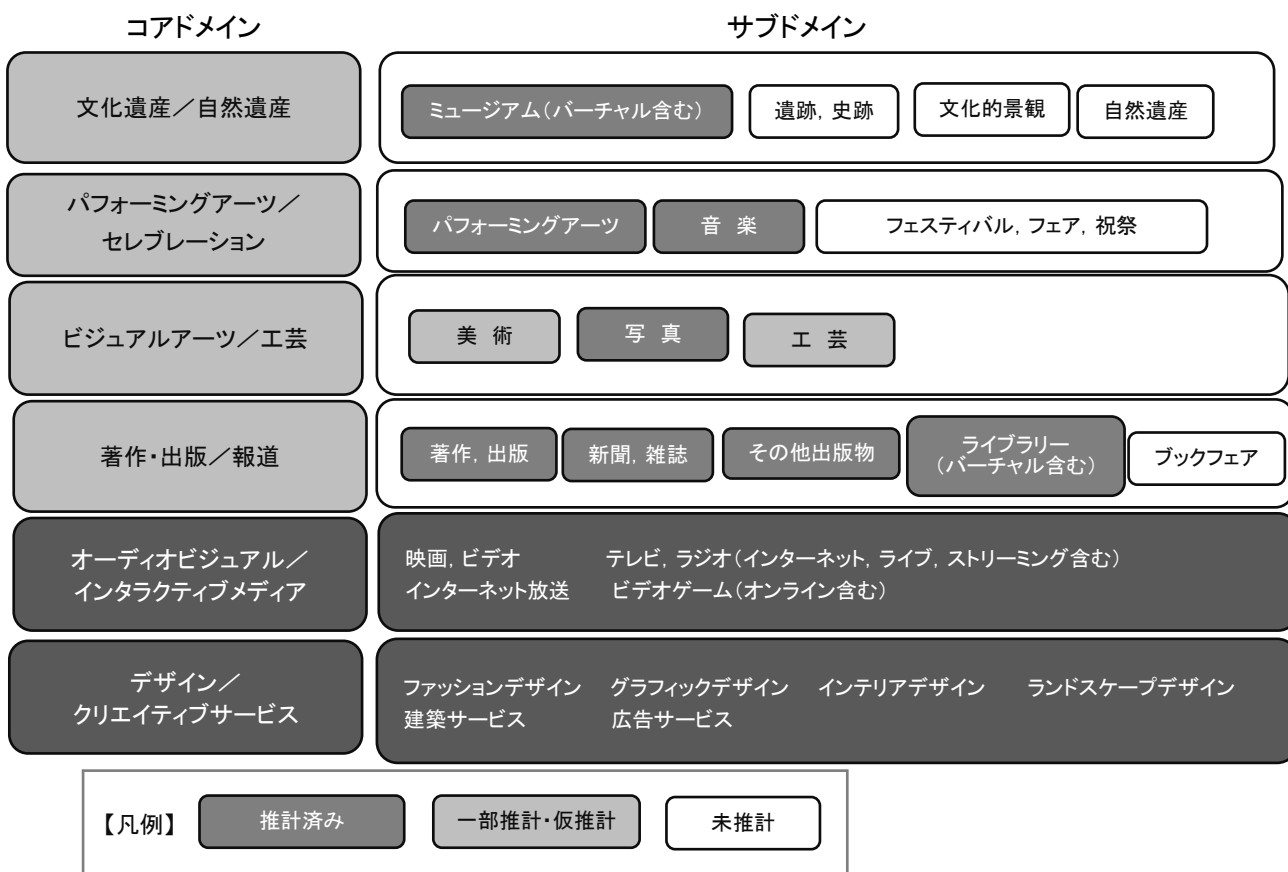 コアドメイン
サブドメイン
文化遺産／自然遺産
ミュージアム(バーチャル含む)
遺跡, 史跡
文化的景観
自然遺産
パフォーミングアーツ／
セレブレーション
パフォーミングアーツ
音 楽
フェスティバル, フェア, 祝祭
ビジュアルアーツ／工芸
美 術
写 真
工 芸
著作・出版／報道
著作, 出版
新聞, 雑誌
その他出版物
ライブラリー
(バーチャル含む)
ブックフェア
オーディオビジュアル／
インタラクティブメディア
映画, ビデオ
テレビ, ラジオ(インターネット, ライブ, ストリーミング含む)
インターネット放送
ビデオゲーム(オンライン含む)
デザイン／
クリエイティブサービス
ファッションデザイン
グラフィックデザイン
インテリアデザイン
ランドスケープデザイン
建築サービス
広告サービス
【凡例】
推計済み
一部推計・仮推計
未推計